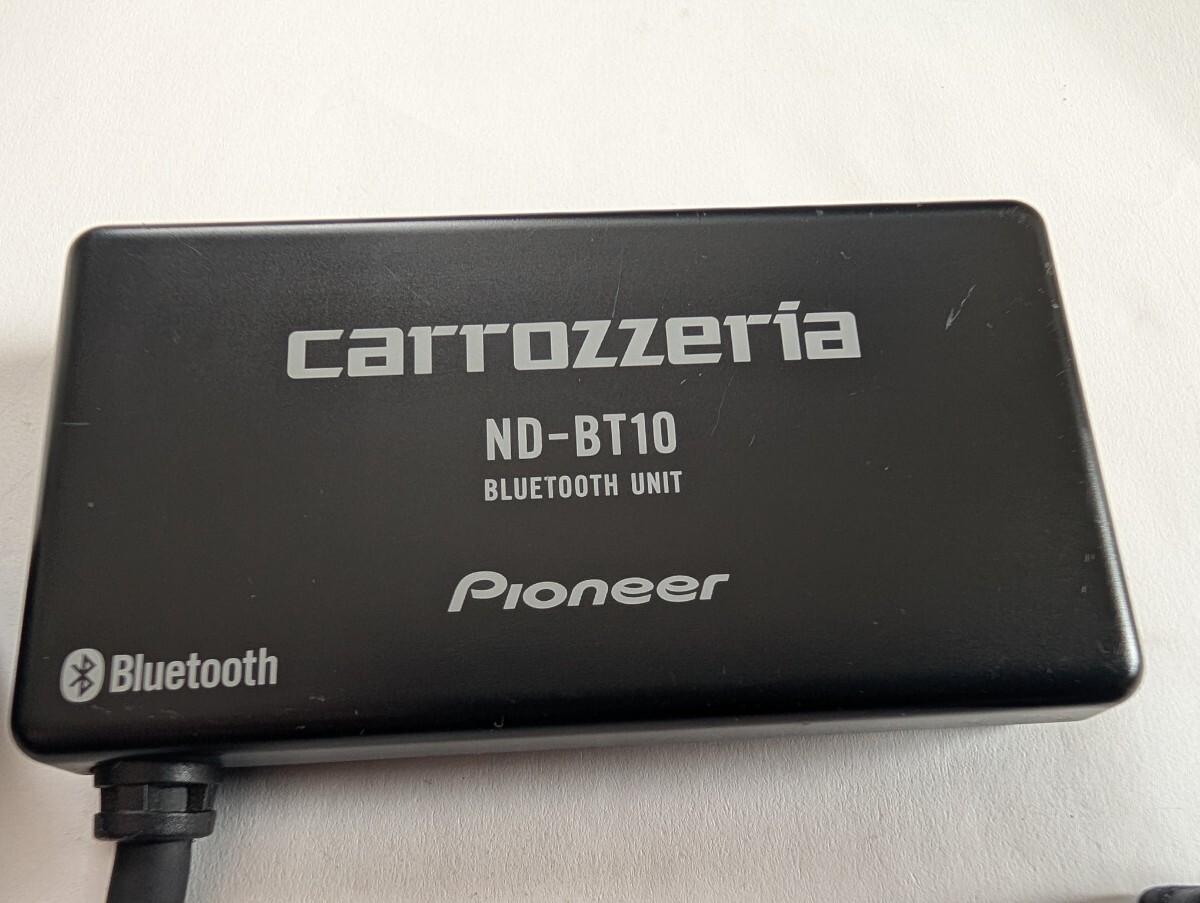 carrozzeria
ND-BT10
BLUETOOTH UNIT
Pioneer
Bluetooth